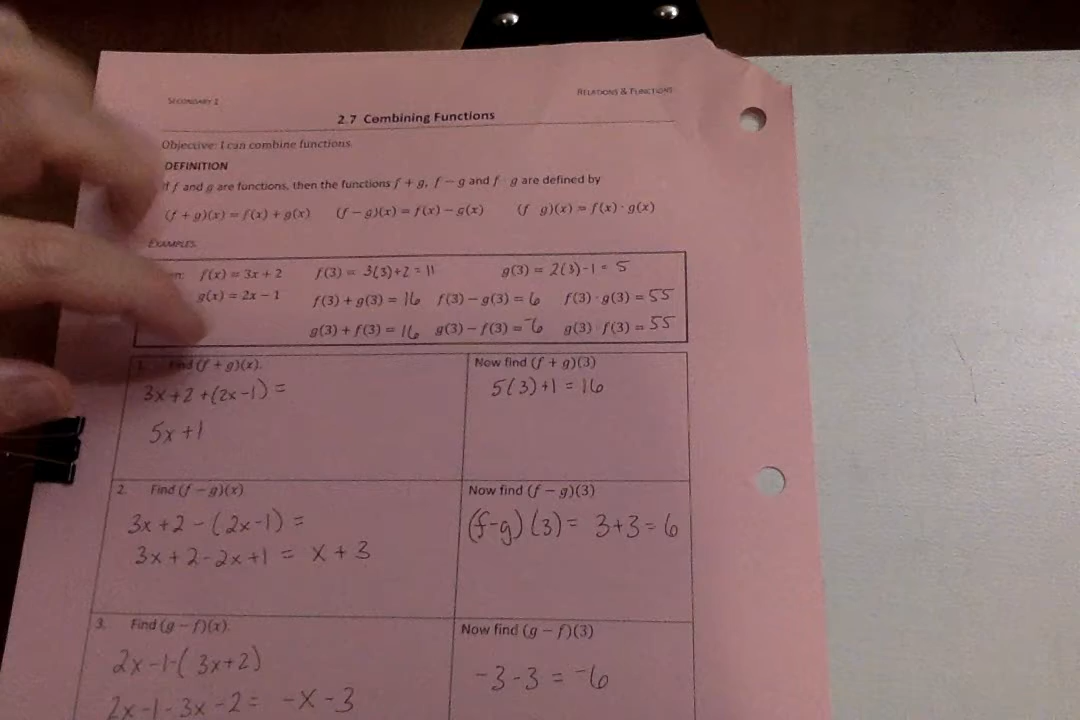 SECONDARY 1
RELATIONS & FUNCTIONS
2.7 Combining Functions
Objective: I can combine functions.
DEFINITION
If f and g are functions, then the functions f + g, f − g and f g are defined by
(f + g)(x) = f(x) + g(x) (f − g)(x) = f(x) − g(x) (f g)(x) = f(x) · g(x)
EXAMPLES
f(x) = 3x + 2 f(3) = 3(3)+2 = 11 g(3) = 2(3)-1 = 5
g(x) = 2x − 1 f(3) + g(3) = 16 f(3) − g(3) = 6 f(3) · g(3) = 55
g(3) + f(3) = 16 g(3) − f(3) = -6 g(3) f(3) = 55
1. Find (f + g)(x).
3x+2 +(2x-1) =
5x+1
Now find (f + g)(3)
5(3)+1 = 16
2. Find (f − g)(x)
3x+2 - (2x-1) =
3x+2-2x+1 = x+3
Now find (f − g)(3)
(f-g)(3) = 3+3 = 6
3. Find (g − f)(x).
2x-1-(3x+2)
2x-1-3x-2 = -x-3
Now find (g − f)(3)
-3-3 = -6